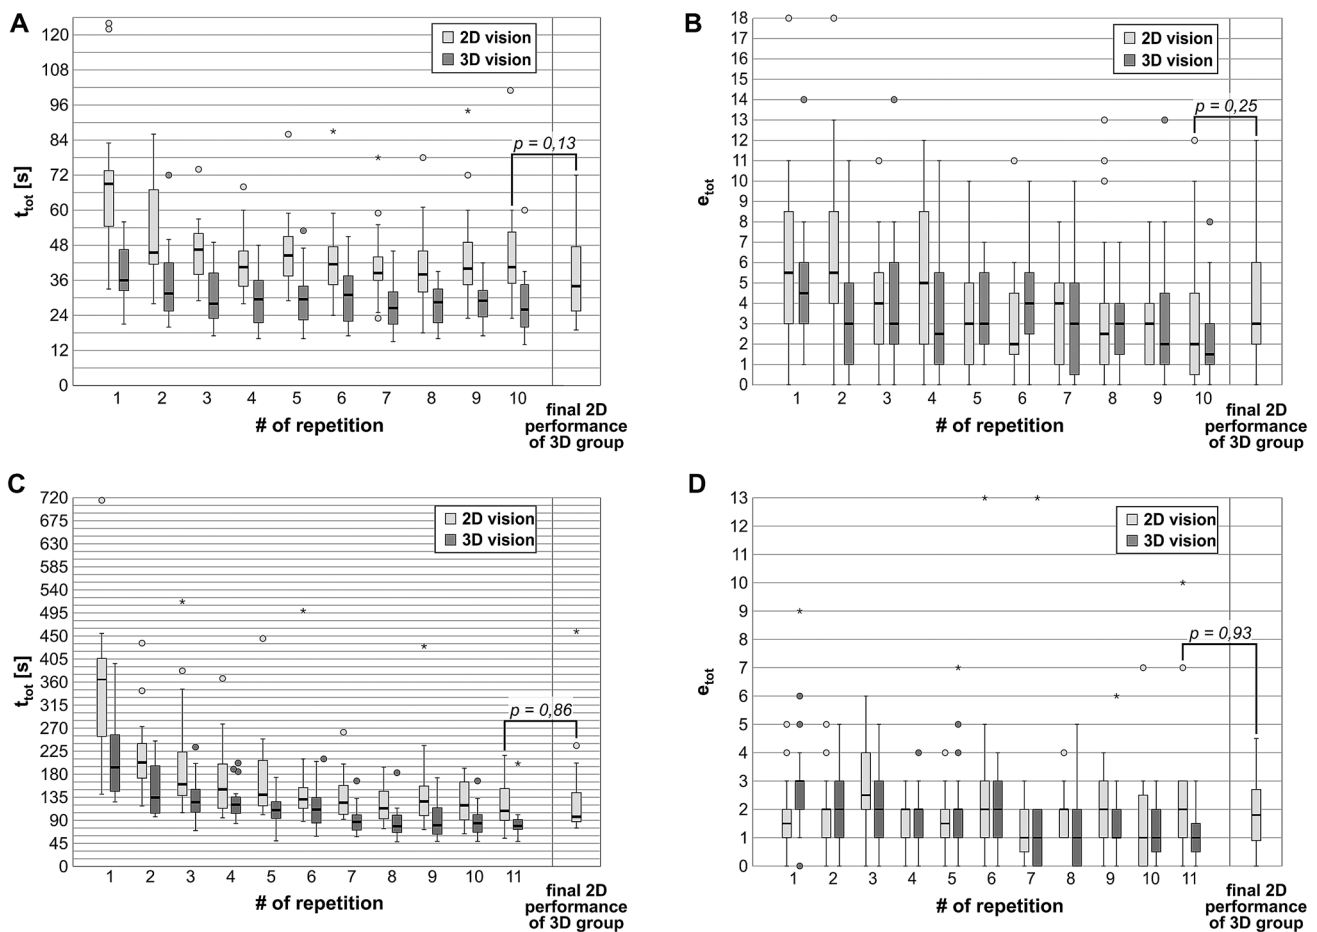 A
2D vision
3D vision
120
108
96
84
72
60
48
36
24
12
0
t_tot [s]
p = 0,13
1 2 3 4 5 6 7 8 9 10
# of repetition
final 2D
performance
of 3D group
B
2D vision
3D vision
18
17
16
15
14
13
12
11
10
9
8
7
6
5
4
3
2
1
0
e_tot
p = 0,25
1 2 3 4 5 6 7 8 9 10
# of repetition
final 2D
performance
of 3D group
C
2D vision
3D vision
720
675
630
585
540
495
450
405
360
315
270
225
180
135
90
45
0
t_tot [s]
p = 0,86
1 2 3 4 5 6 7 8 9 10 11
# of repetition
final 2D
performance
of 3D group
D
2D vision
3D vision
13
12
11
10
9
8
7
6
5
4
3
2
1
0
e_tot
p = 0,93
1 2 3 4 5 6 7 8 9 10 11
# of repetition
final 2D
performance
of 3D group